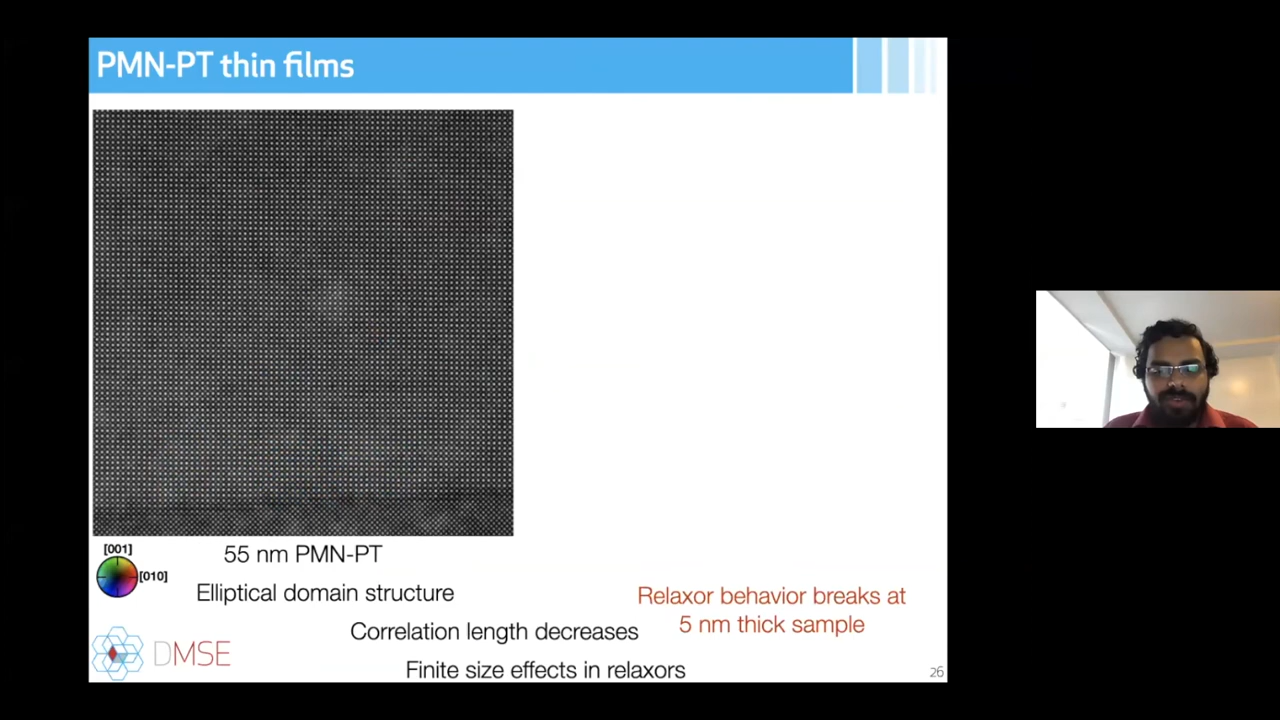 PMN-PT thin films
[001]
[010]
55 nm PMN-PT
Elliptical domain structure
Relaxor behavior breaks at
5 nm thick sample
Correlation length decreases
DMSE
Finite size effects in relaxors
26